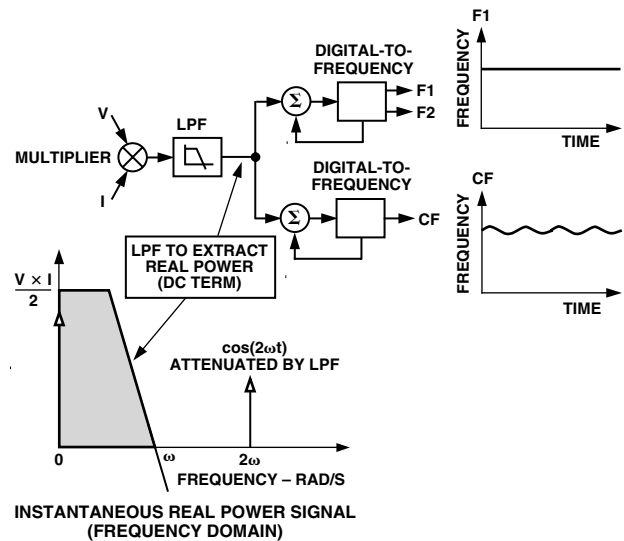 DIGITAL-TO-
FREQUENCY
F1
F2
V
LPF
MULTIPLIER
I
Σ
DIGITAL-TO-
FREQUENCY
Σ
CF
F1
FREQUENCY
TIME
CF
FREQUENCY
TIME
LPF TO EXTRACT
REAL POWER
(DC TERM)
V × I
2
cos(2ωt)
ATTENUATED BY LPF
0
ω
2ω
FREQUENCY – RAD/S
INSTANTANEOUS REAL POWER SIGNAL
(FREQUENCY DOMAIN)